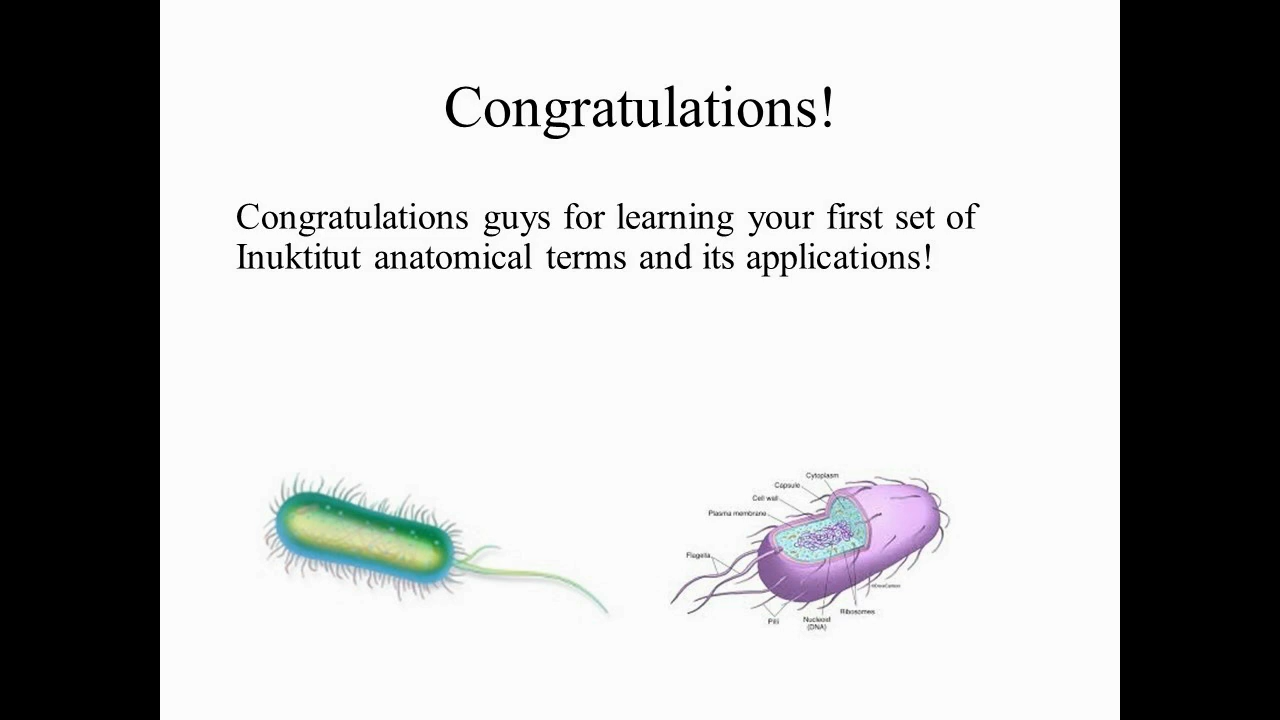 Congratulations!
Congratulations guys for learning your first set of
Inuktitut anatomical terms and its applications!
Cytoplasm
Capsule
Cell wall
Plasma membrane
Flagella
Pili
Nucleoid
(DNA)
Ribosomes